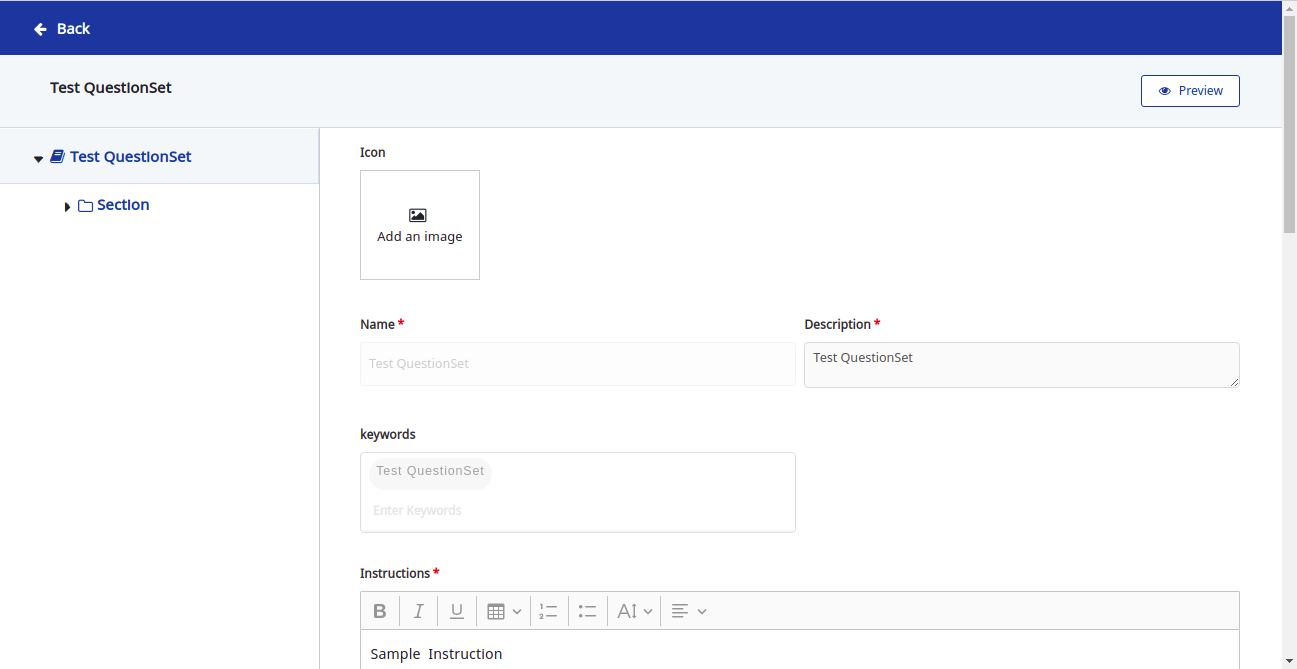 Back
Test QuestionSet
Preview
Test QuestionSet
Section
Icon
Add an image
Name *
Description *
Test QuestionSet
Test QuestionSet
keywords
Test QuestionSet
Enter Keywords
Instructions *
B I U A
Sample Instruction